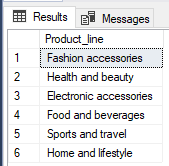 Results Messages
Product_line
1 Fashion accessories
2 Health and beauty
3 Electronic accessories
4 Food and beverages
5 Sports and travel
6 Home and lifestyle